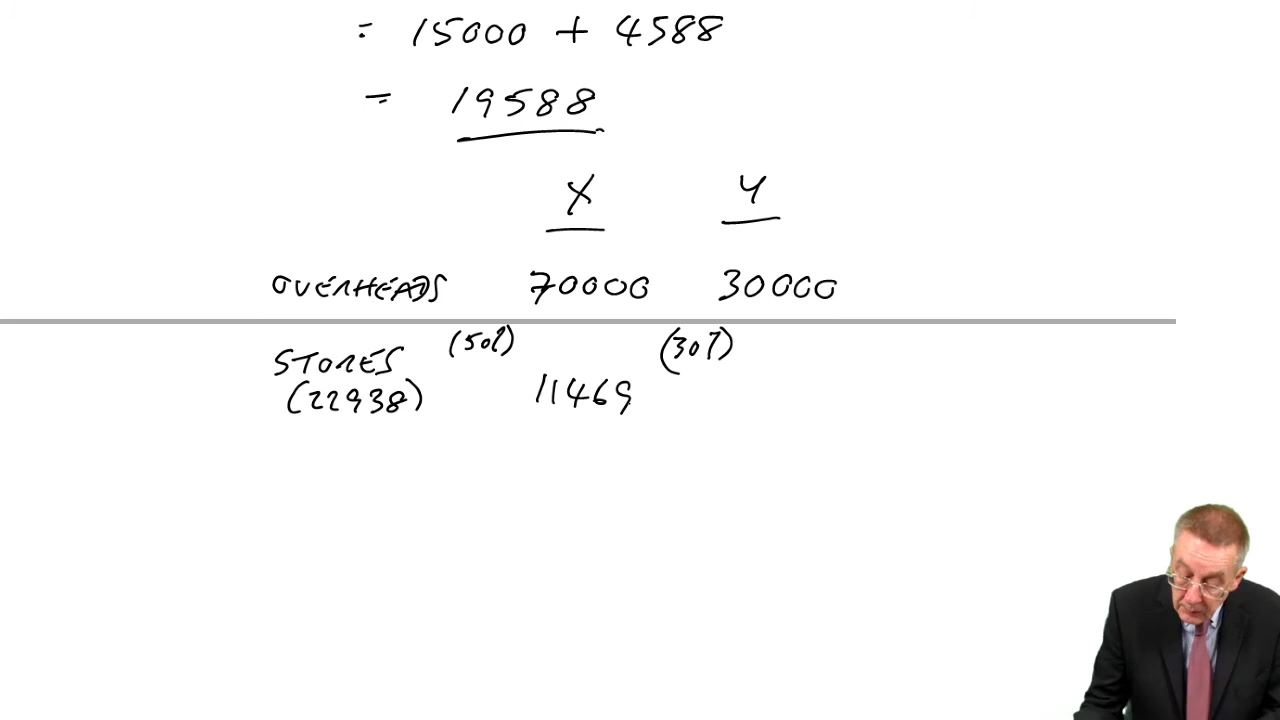 = 15000 + 4588
= 19588
X Y
OVERHEADS 70000 30000
STORES (50%) (30%)
(22938) 11469